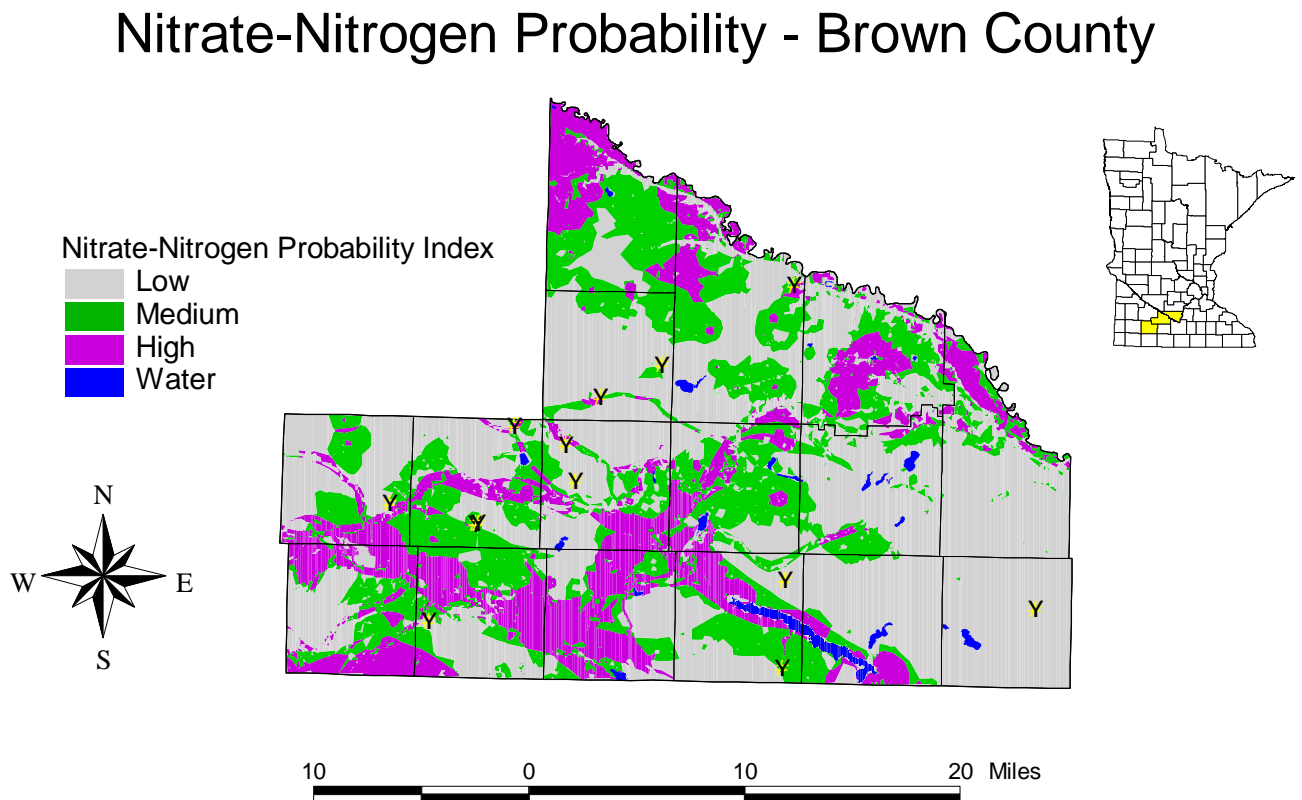 Nitrate-Nitrogen Probability - Brown County
Nitrate-Nitrogen Probability Index
Low
Medium
High
Water
Y
Y
Y
Y
Y
Y
Y
Y
Y
Y
Y
Y
Y
N
W E
S
10 0 10 20 Miles